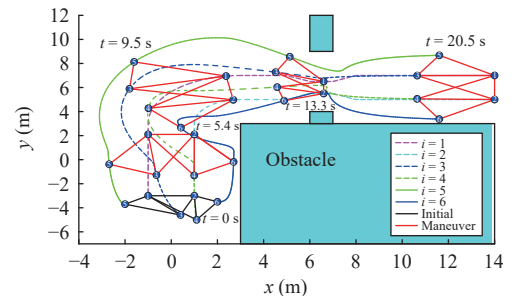 12
10
8
6
4
2
0
−2
−4
−6
y (m)
t = 9.5 s
t = 20.5 s
t = 13.3 s
t = 5.4 s
t = 0 s
Obstacle
i = 1
i = 2
i = 3
i = 4
i = 5
i = 6
Initial
Maneuver
−4 −2 0 2 4 6 8 10 12 14
x (m)